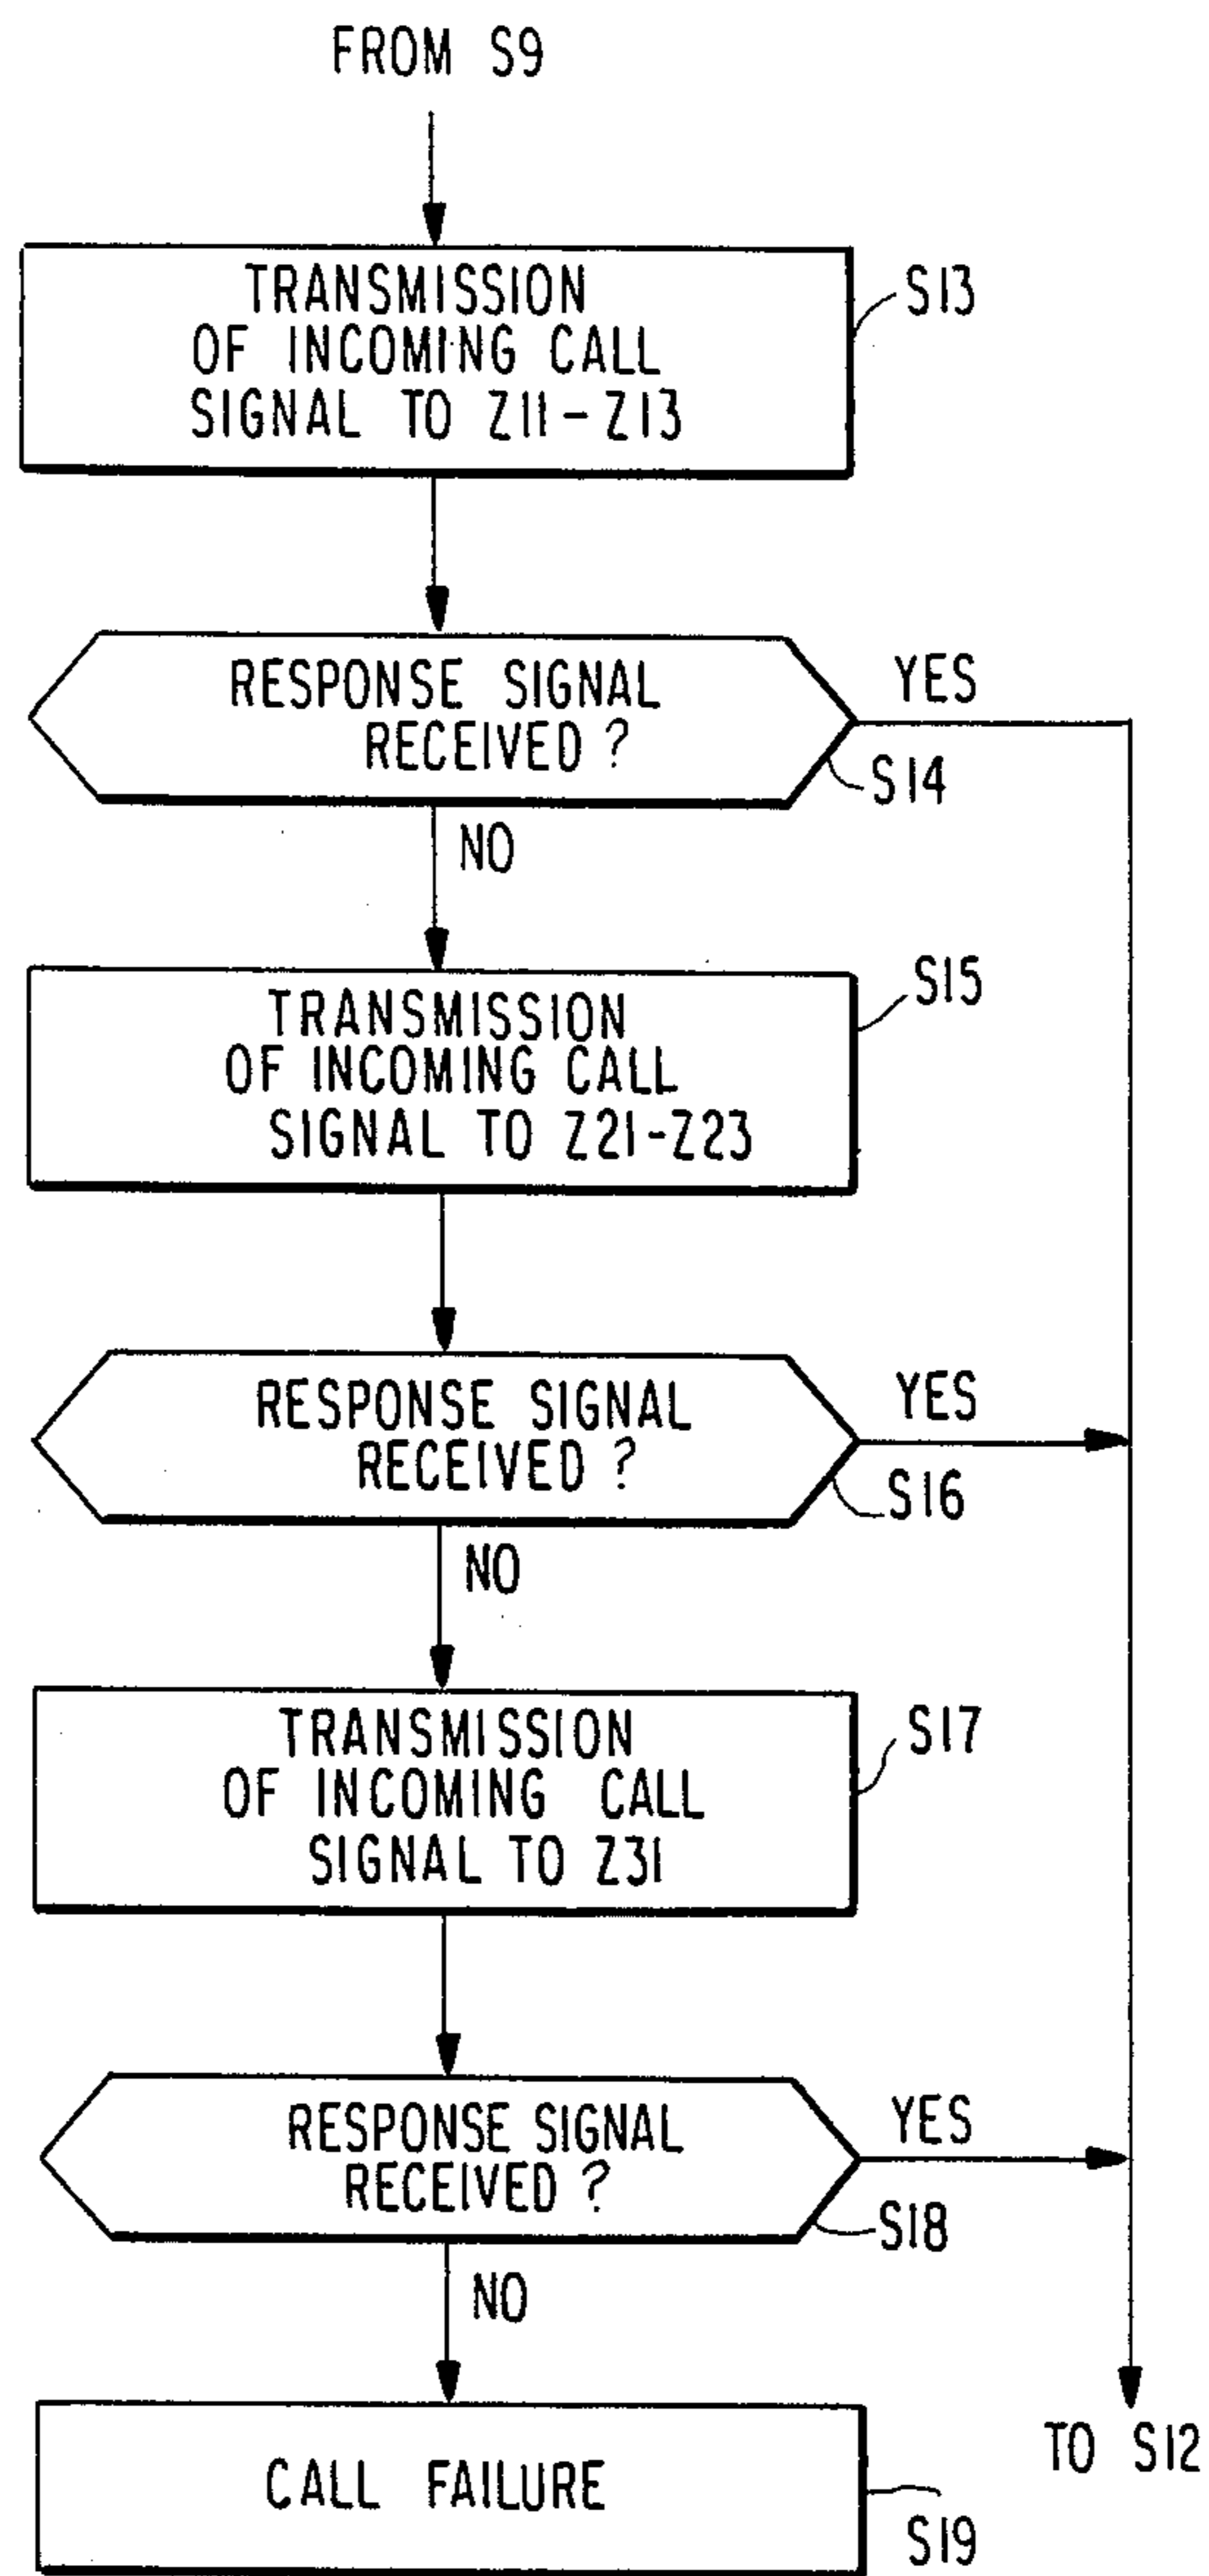 FROM S9
TRANSMISSION
OF INCOMING CALL
SIGNAL TO Z11-Z13
S13
RESPONSE SIGNAL
RECEIVED ?
YES
S14
NO
TRANSMISSION
OF INCOMING CALL
SIGNAL TO Z21-Z23
S15
RESPONSE SIGNAL
RECEIVED ?
YES
S16
NO
TRANSMISSION
OF INCOMING CALL
SIGNAL TO Z31
S17
RESPONSE SIGNAL
RECEIVED ?
YES
S18
NO
TO S12
CALL FAILURE
S19